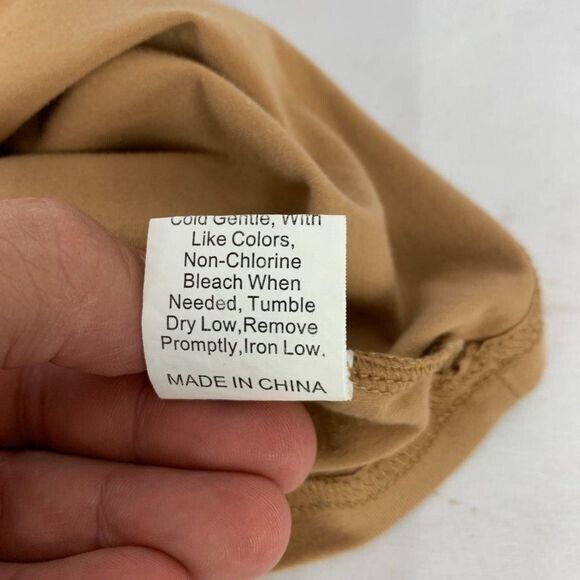 Cold Gentle, With
Like Colors,
Non-Chlorine
Bleach When
Needed, Tumble
Dry Low,Remove
Promptly,Iron Low.
MADE IN CHINA